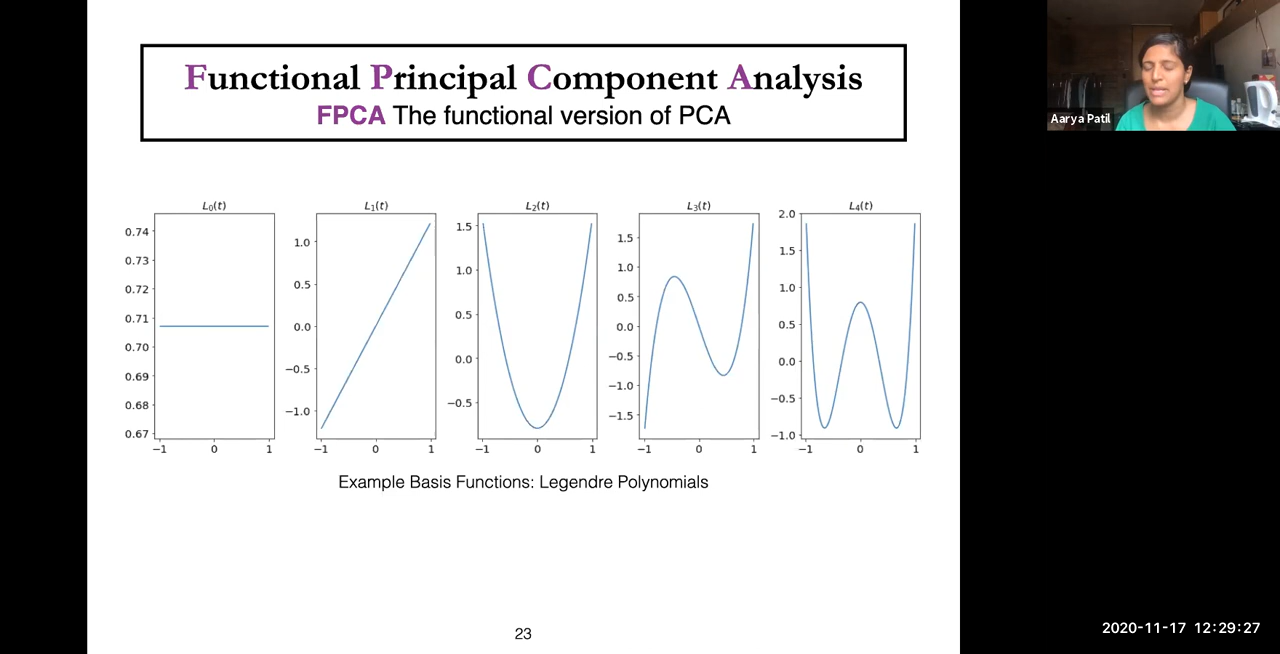 Functional Principal Component Analysis
FPCA The functional version of PCA
L₀(t)
0.74
0.73
0.72
0.71
0.70
0.69
0.68
0.67
−1 0 1
L₁(t)
1.0
0.5
0.0
−0.5
−1.0
−1 0 1
L₂(t)
1.5
1.0
0.5
0.0
−0.5
−1 0 1
L₃(t)
1.5
1.0
0.5
0.0
−0.5
−1.0
−1.5
−1 0 1
L₄(t)
2.0
1.5
1.0
0.5
0.0
−0.5
−1.0
−1 0 1
Example Basis Functions: Legendre Polynomials
23
Aarya Patil
2020-11-17 12:29:27